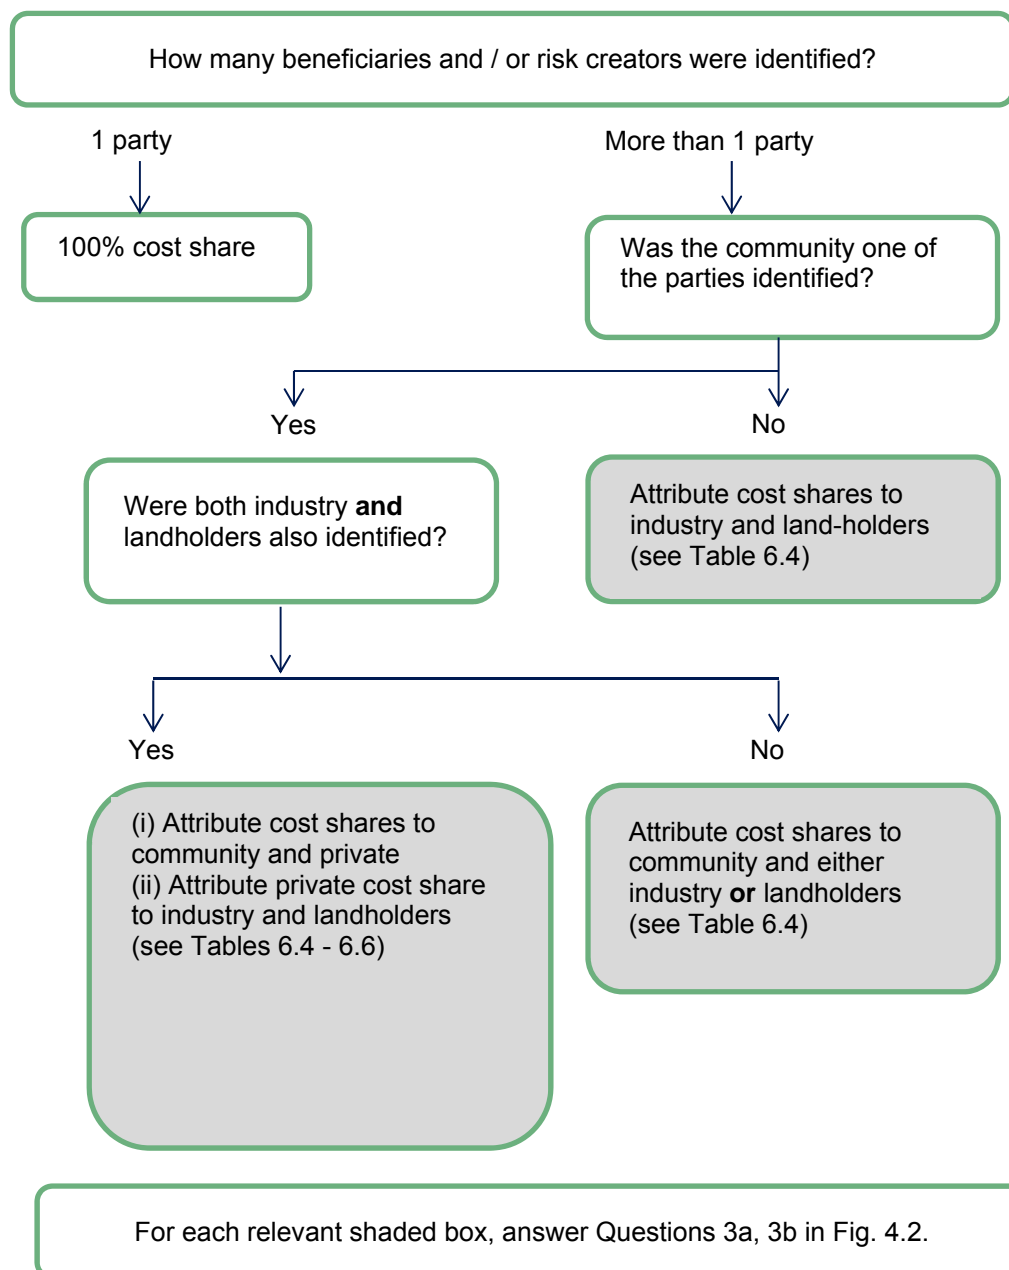 How many beneficiaries and / or risk creators were identified?
1 party
More than 1 party
100% cost share
Was the community one of
the parties identified?
Yes
No
Were both industry and
landholders also identified?
Attribute cost shares to
industry and land-holders
(see Table 6.4)
Yes
No
(i) Attribute cost shares to
community and private
(ii) Attribute private cost share
to industry and landholders
(see Tables 6.4 - 6.6)
Attribute cost shares to
community and either
industry or landholders
(see Table 6.4)
For each relevant shaded box, answer Questions 3a, 3b in Fig. 4.2.